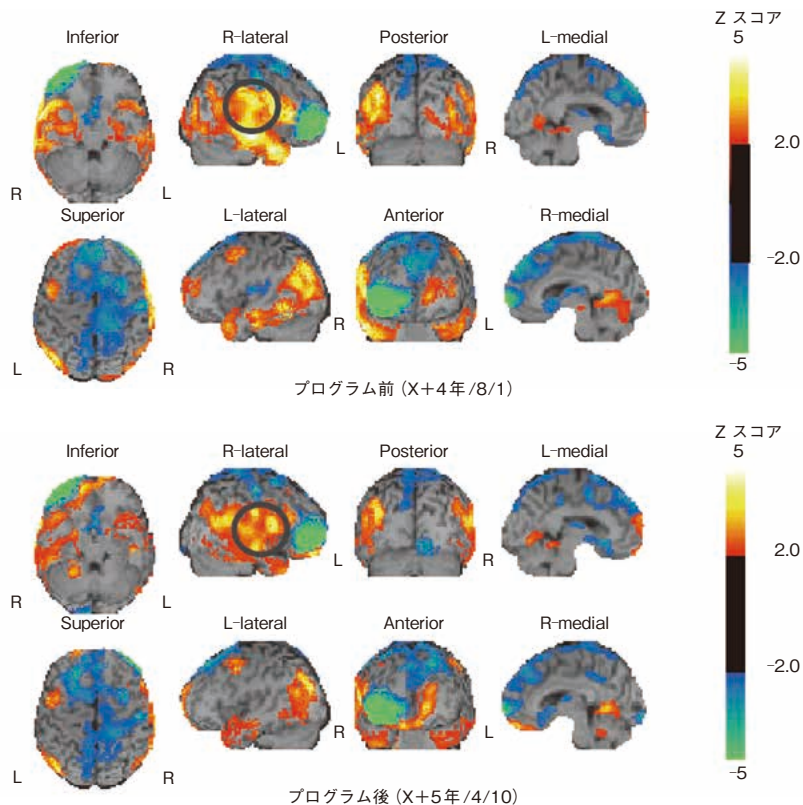 Z スコア
Inferior R-lateral Posterior L-medial
5
L R
2.0
R L
Superior L-lateral Anterior R-medial
-2.0
R L
L R
-5
プログラム前 (X+4年/8/1)
Z スコア
Inferior R-lateral Posterior L-medial
5
L R
2.0
R L
Superior L-lateral Anterior R-medial
-2.0
R L
L R
-5
プログラム後 (X+5年/4/10)